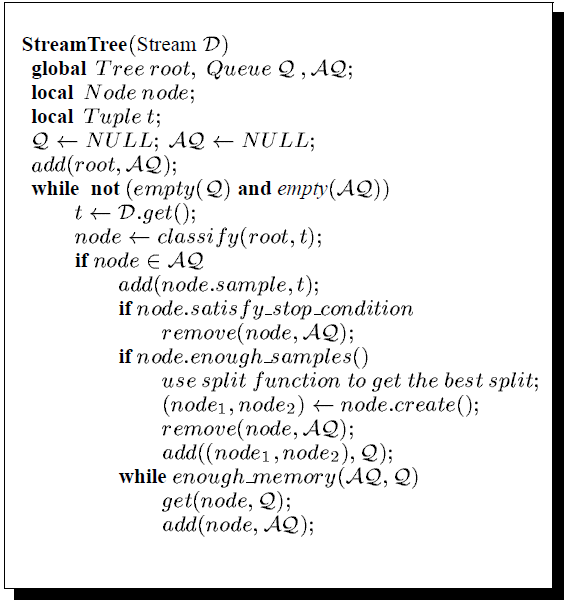 StreamTree(Stream 𝒟)
global Tree root, Queue 𝒬 , 𝒜𝒬;
local Node node;
local Tuple t;
𝒬 ← NULL; 𝒜𝒬 ← NULL;
add(root, 𝒜𝒬);
while not (empty(𝒬) and empty(𝒜𝒬))
t ← 𝒟.get();
node ← classify(root, t);
if node ∈ 𝒜𝒬
add(node.sample, t);
if node.satisfy_stop_condition
remove(node, 𝒜𝒬);
if node.enough_samples()
use split function to get the best split;
(node₁, node₂) ← node.create();
remove(node, 𝒜𝒬);
add((node₁, node₂), 𝒬);
while enough_memory(𝒜𝒬, 𝒬)
get(node, 𝒬);
add(node, 𝒜𝒬);